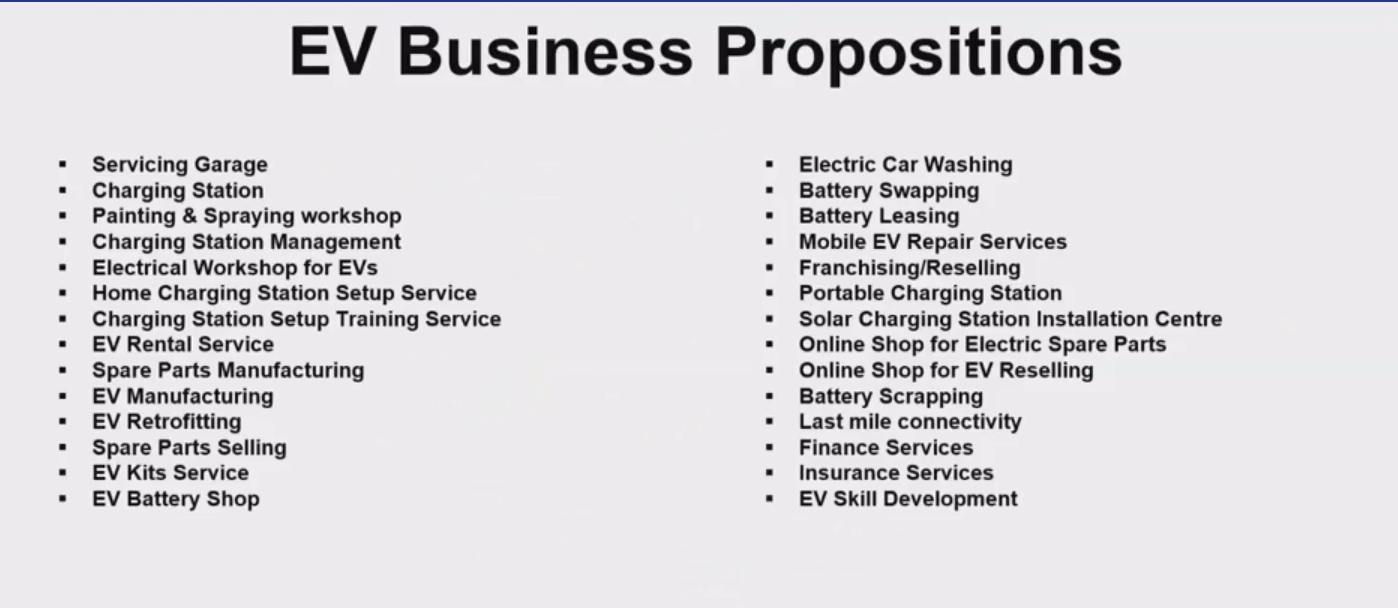 EV Business Propositions
▪ Servicing Garage
▪ Charging Station
▪ Painting & Spraying workshop
▪ Charging Station Management
▪ Electrical Workshop for EVs
▪ Home Charging Station Setup Service
▪ Charging Station Setup Training Service
▪ EV Rental Service
▪ Spare Parts Manufacturing
▪ EV Manufacturing
▪ EV Retrofitting
▪ Spare Parts Selling
▪ EV Kits Service
▪ EV Battery Shop
▪ Electric Car Washing
▪ Battery Swapping
▪ Battery Leasing
▪ Mobile EV Repair Services
▪ Franchising/Reselling
▪ Portable Charging Station
▪ Solar Charging Station Installation Centre
▪ Online Shop for Electric Spare Parts
▪ Online Shop for EV Reselling
▪ Battery Scrapping
▪ Last mile connectivity
▪ Finance Services
▪ Insurance Services
▪ EV Skill Development